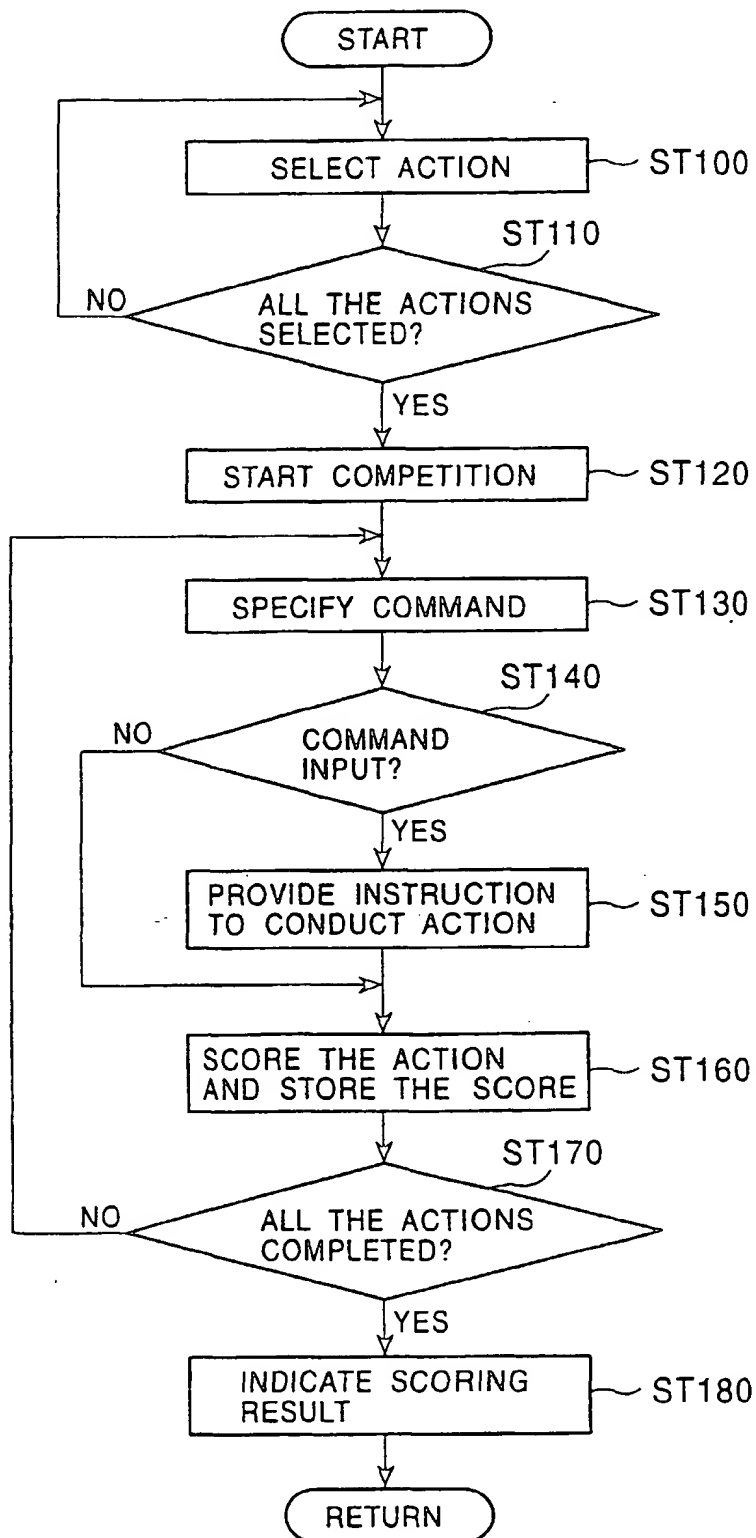 START
SELECT ACTION
ST100
ST110
NO
ALL THE ACTIONS
SELECTED?
YES
START COMPETITION
ST120
SPECIFY COMMAND
ST130
ST140
NO
COMMAND
INPUT?
YES
PROVIDE INSTRUCTION
TO CONDUCT ACTION
ST150
SCORE THE ACTION
AND STORE THE SCORE
ST160
ST170
NO
ALL THE ACTIONS
COMPLETED?
YES
INDICATE SCORING
RESULT
ST180
RETURN